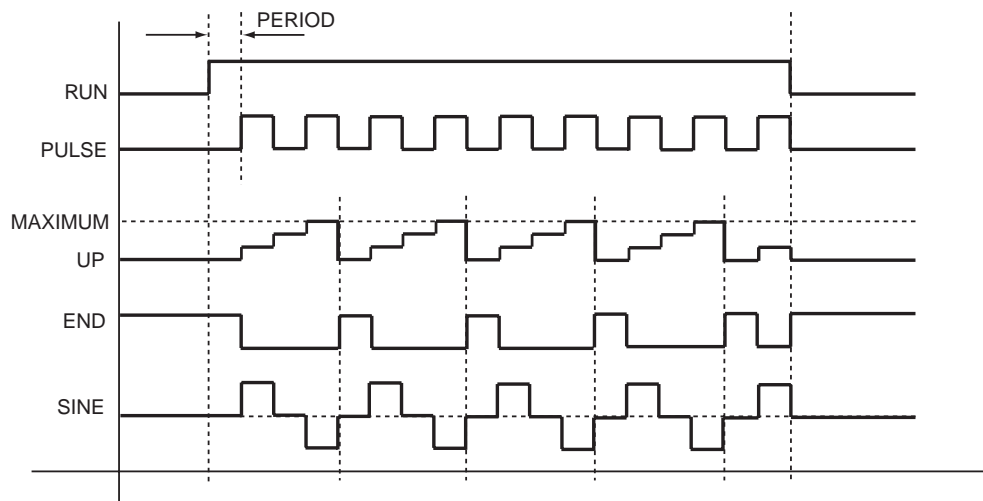 PERIOD
RUN
PULSE
MAXIMUM
UP
END
SINE